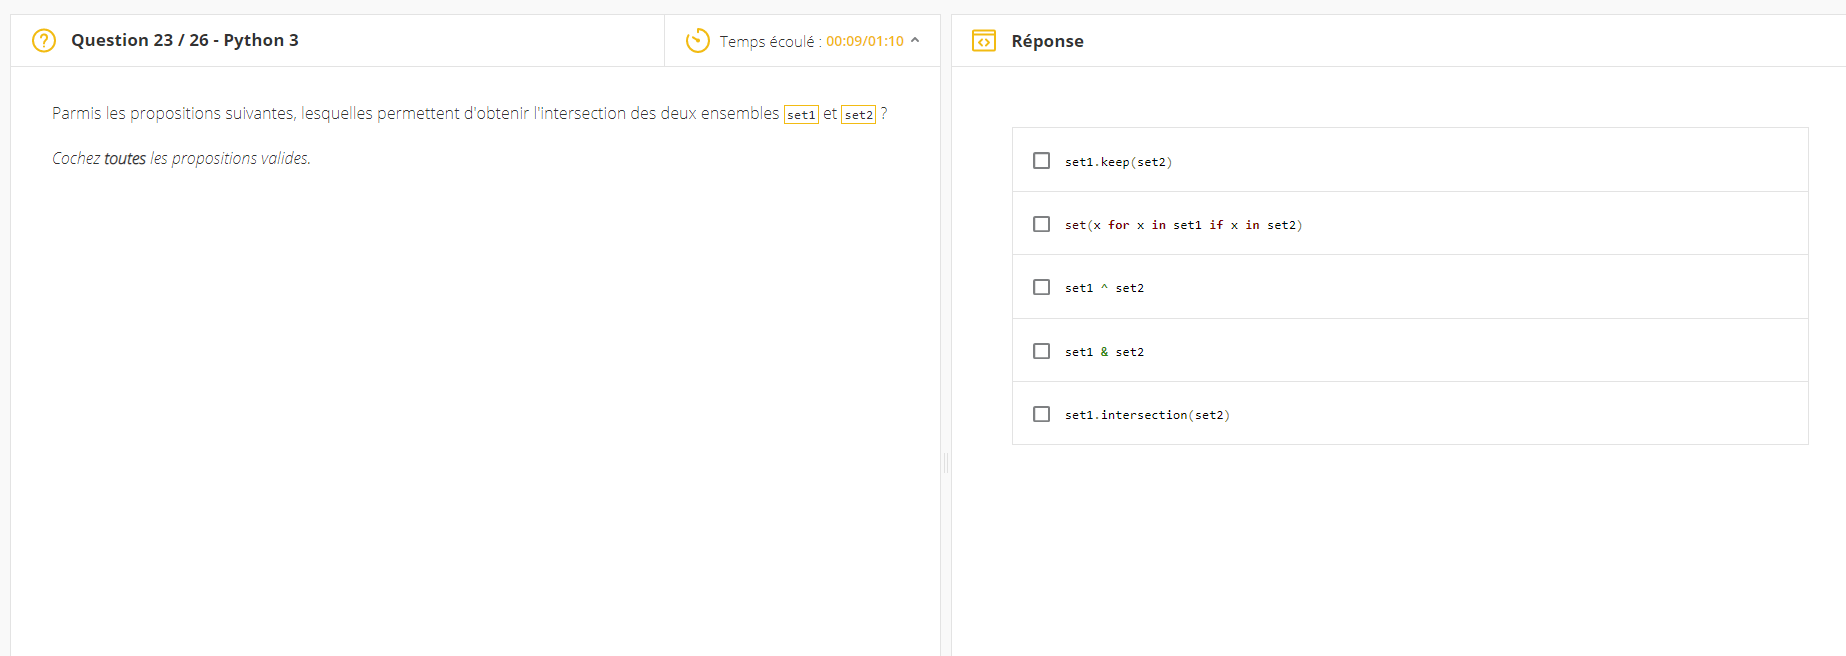 Question 23 / 26 - Python 3
Temps écoulé : 00:09/01:10
Réponse
Parmis les propositions suivantes, lesquelles permettent d'obtenir l'intersection des deux ensembles set1 et set2 ?
Cochez toutes les propositions valides.
set1.keep(set2)
set(x for x in set1 if x in set2)
set1 ^ set2
set1 & set2
set1.intersection(set2)